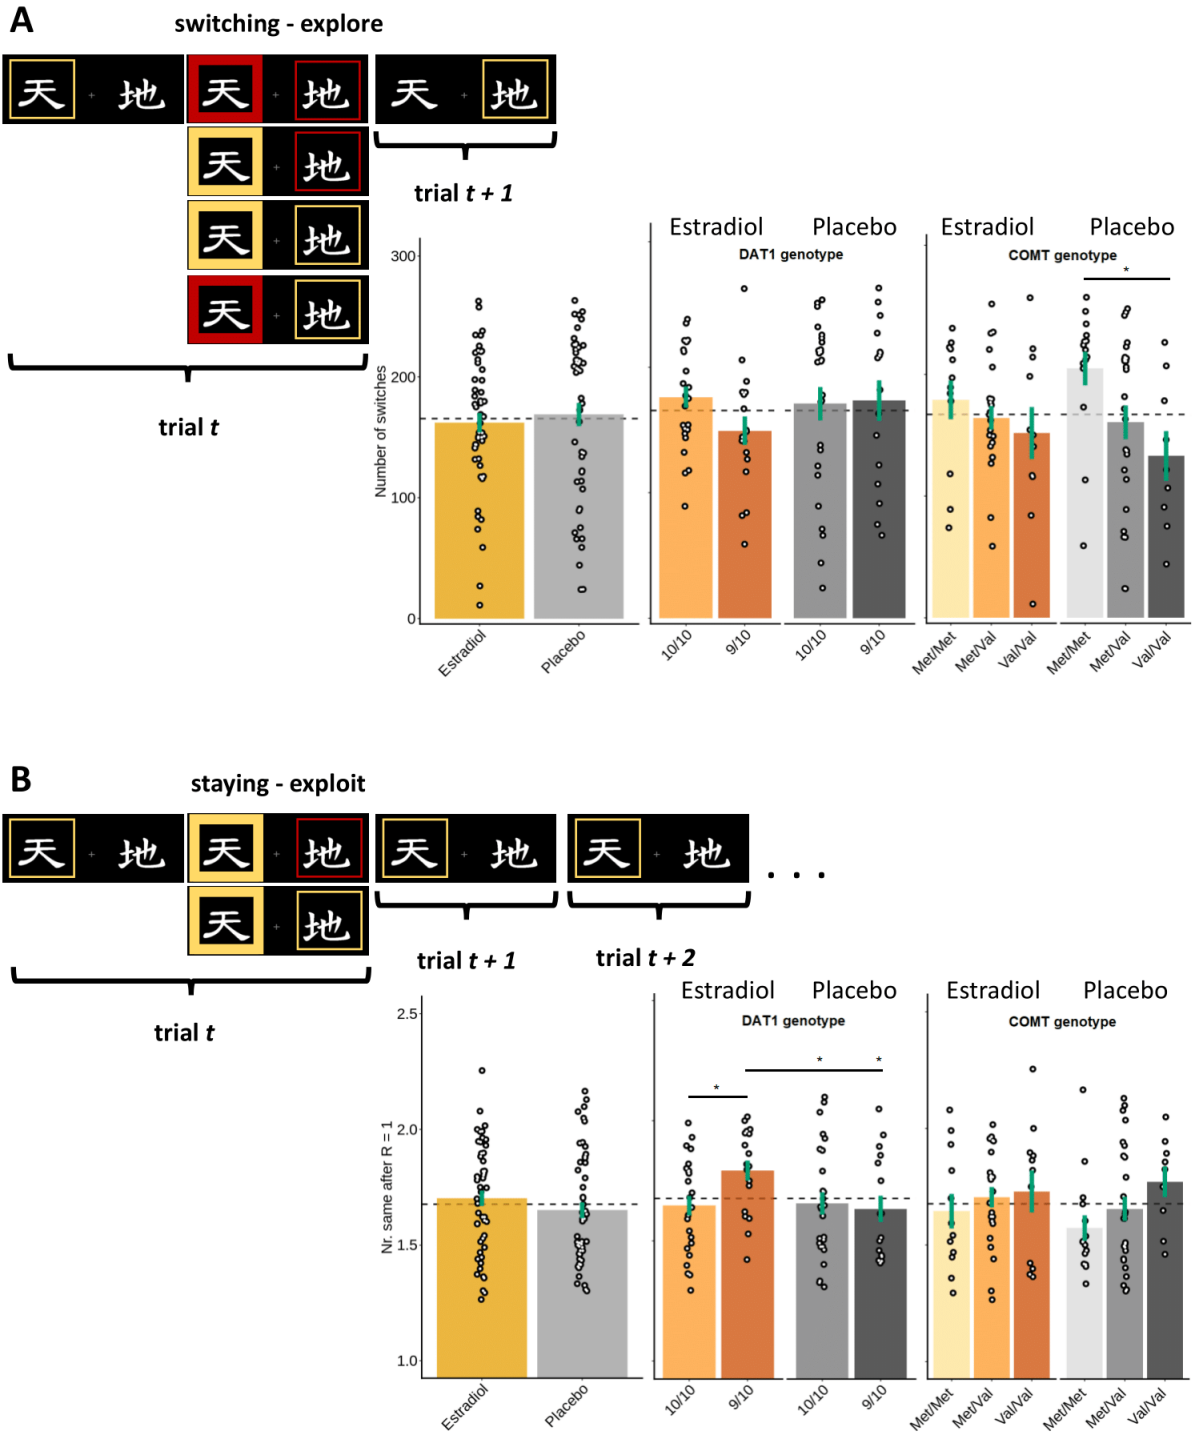 A
switching - explore
天 + 地 天 + 地 天 + 地
天 + 地
trial t + 1
天 + 地
天 + 地
trial t
Estradiol Placebo Estradiol Placebo
DAT1 genotype COMT genotype
*
Number of switches
300
200
100
0
Estradiol Placebo 10/10 9/10 10/10 9/10 Met/Met Met/Val Val/Val Met/Met Met/Val Val/Val
B
staying - exploit
天 + 地 天 + 地 天 + 地 天 + 地 . . .
天 + 地
trial t + 1 trial t + 2
trial t
Estradiol Placebo Estradiol Placebo
DAT1 genotype COMT genotype
* * *
Nr. same after R = 1
2.5
2.0
1.5
1.0
Estradiol Placebo 10/10 9/10 10/10 9/10 Met/Met Met/Val Val/Val Met/Met Met/Val Val/Val